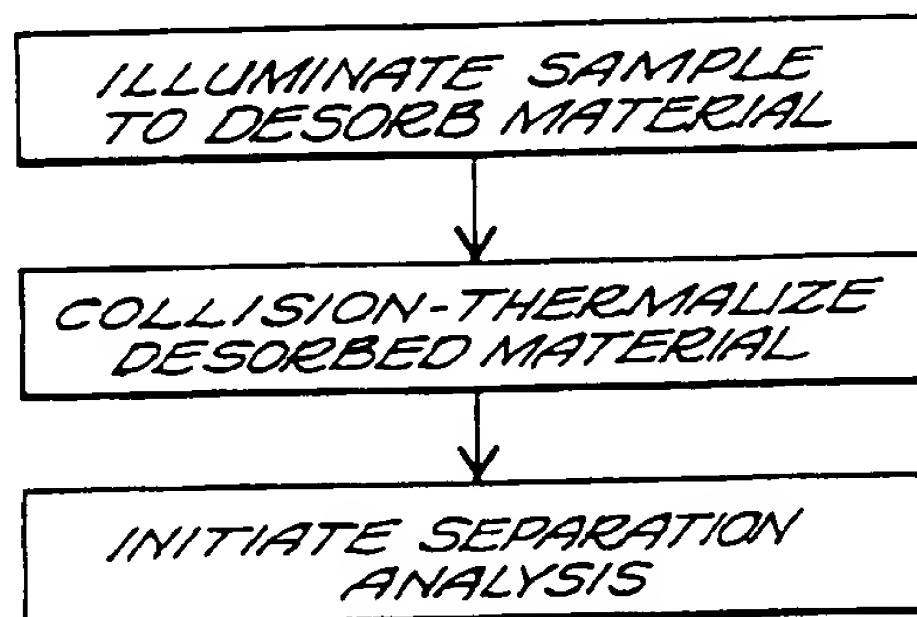 ILLUMINATE SAMPLE
TO DESORB MATERIAL
COLLISION-THERMALIZE
DESORBED MATERIAL
INITIATE SEPARATION
ANALYSIS